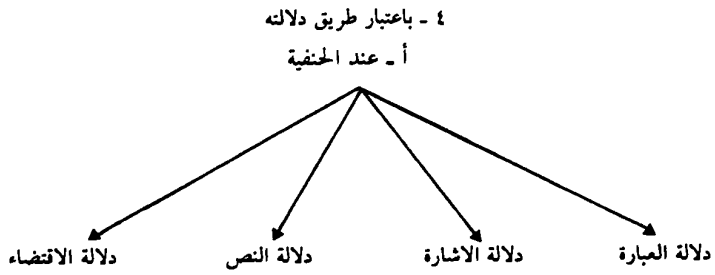 ٤ - باعتبار طريق دلالته
أ - عند الحنفية
دلالة العبارة دلالة الاشارة دلالة النص دلالة الاقتضاء